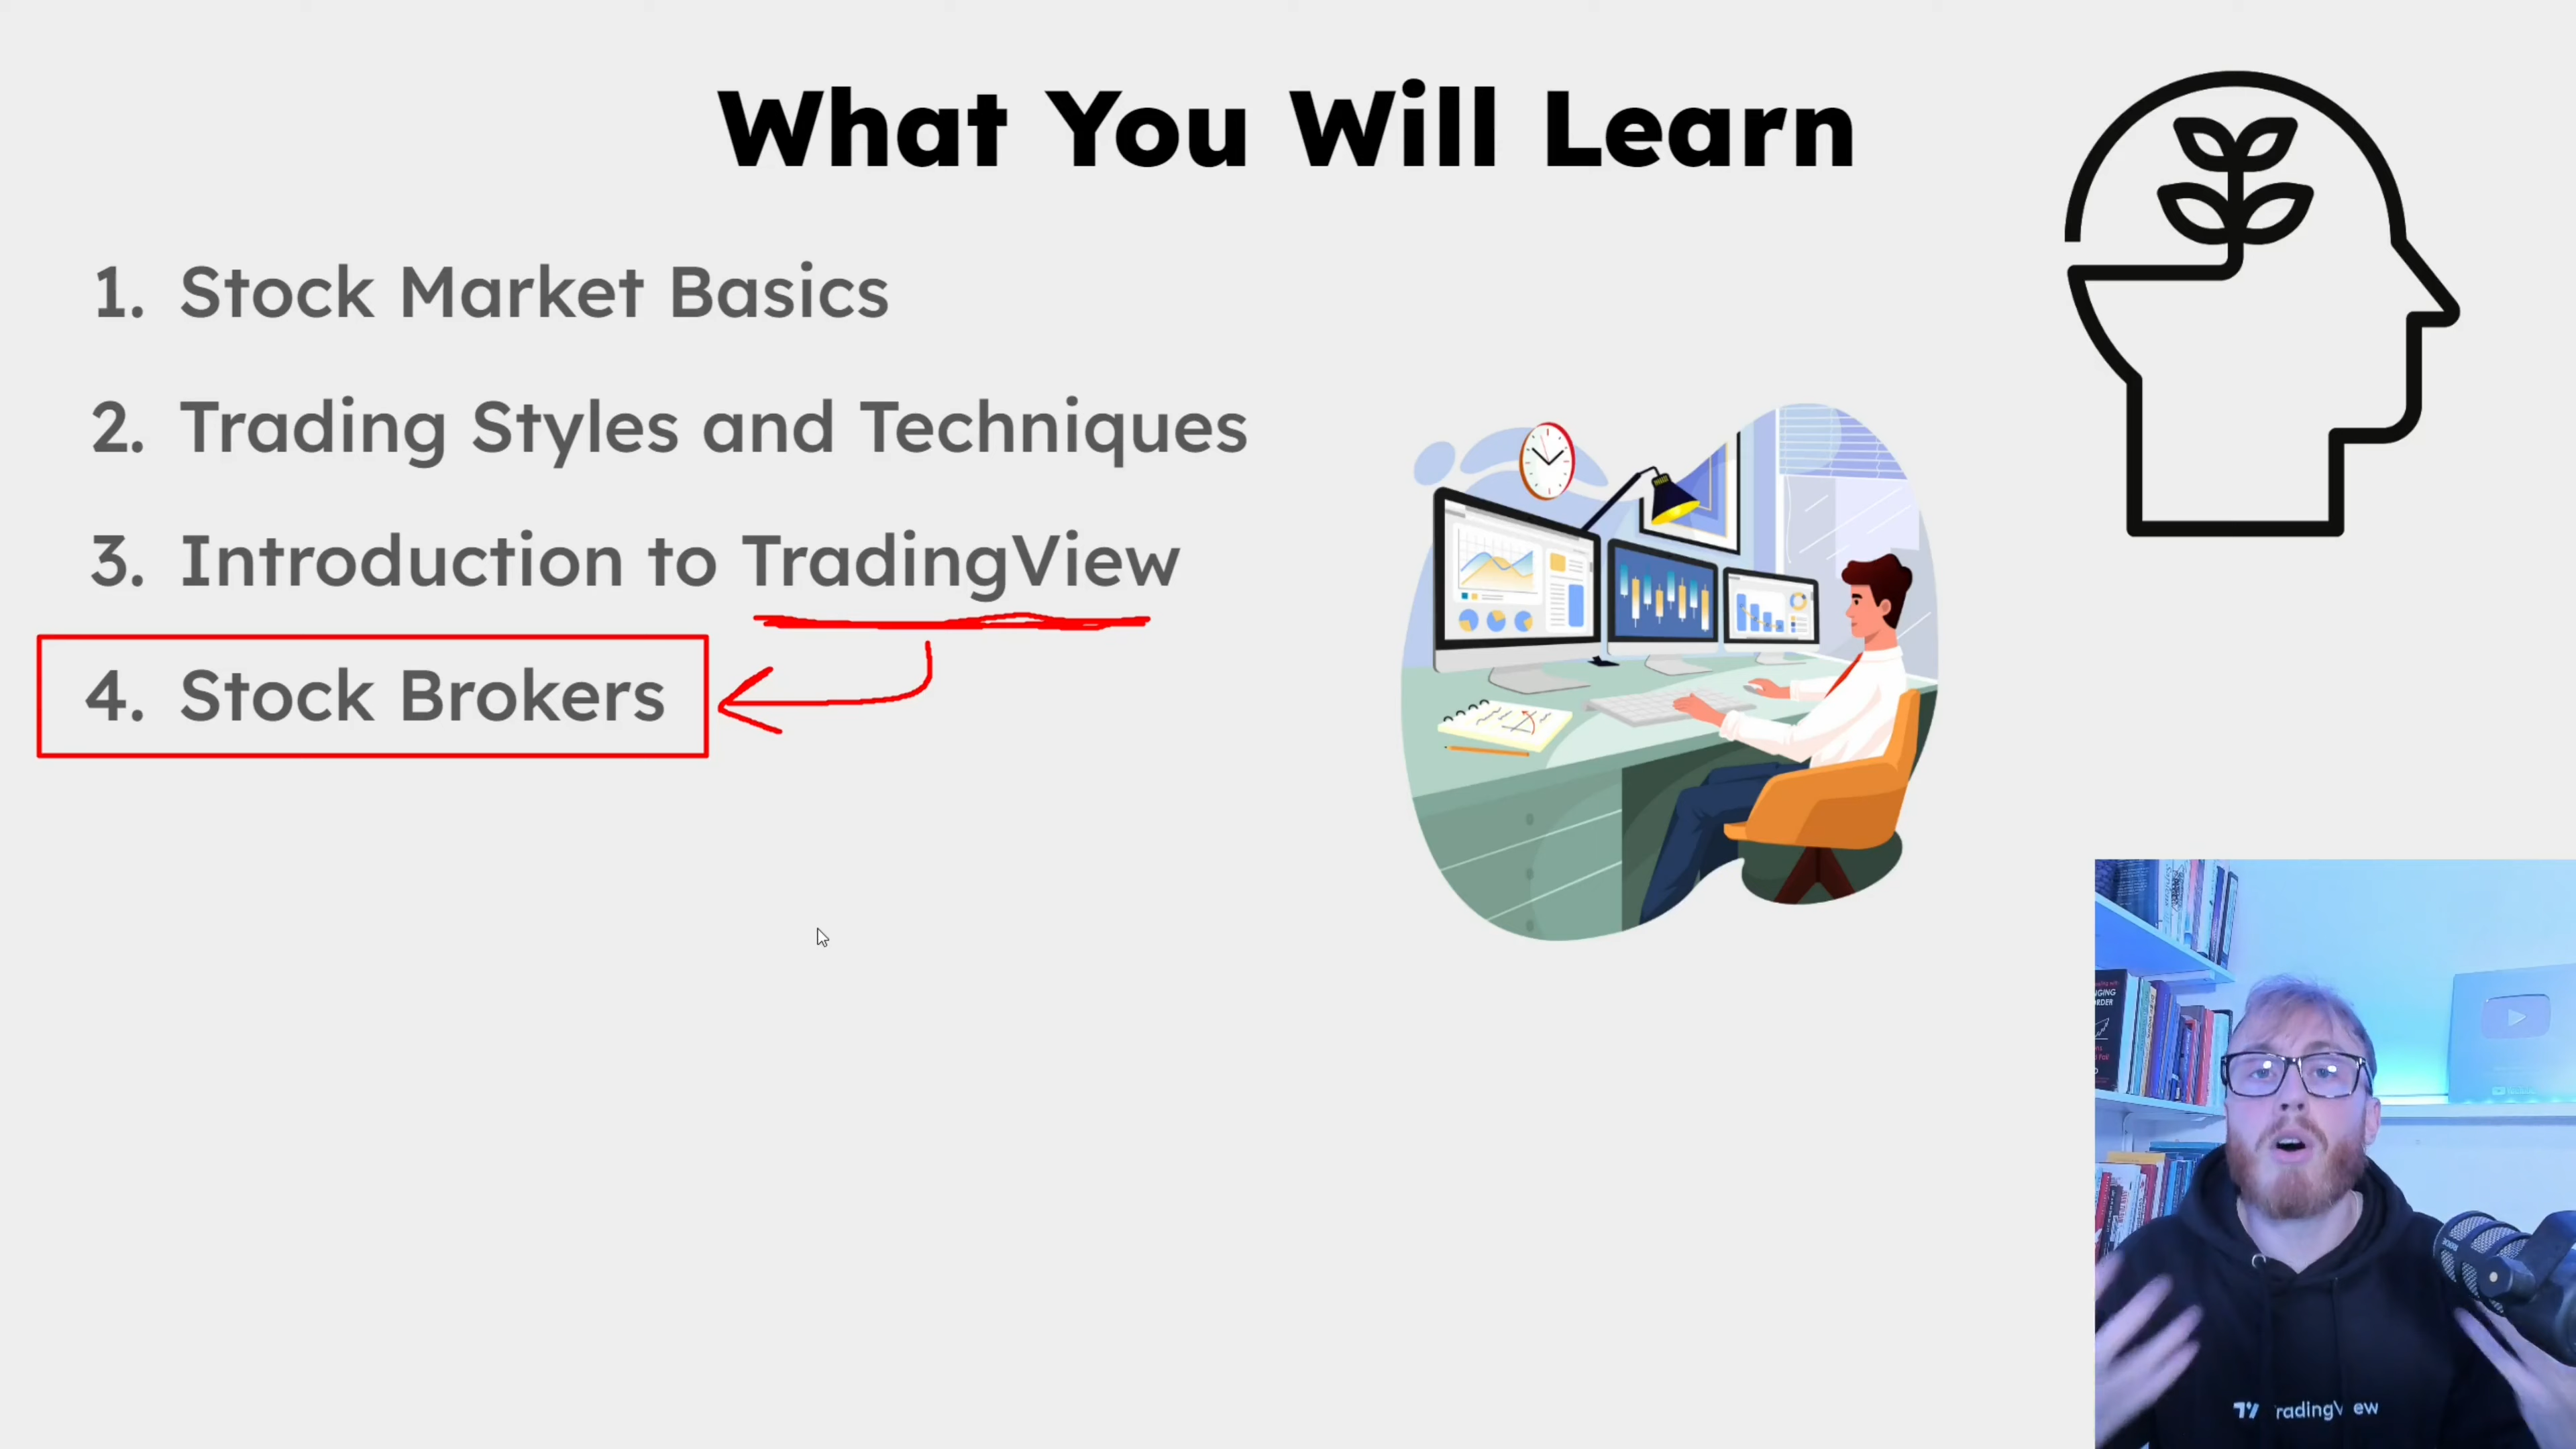 What You Will Learn
1. Stock Market Basics
2. Trading Styles and Techniques
3. Introduction to TradingView
4. Stock Brokers